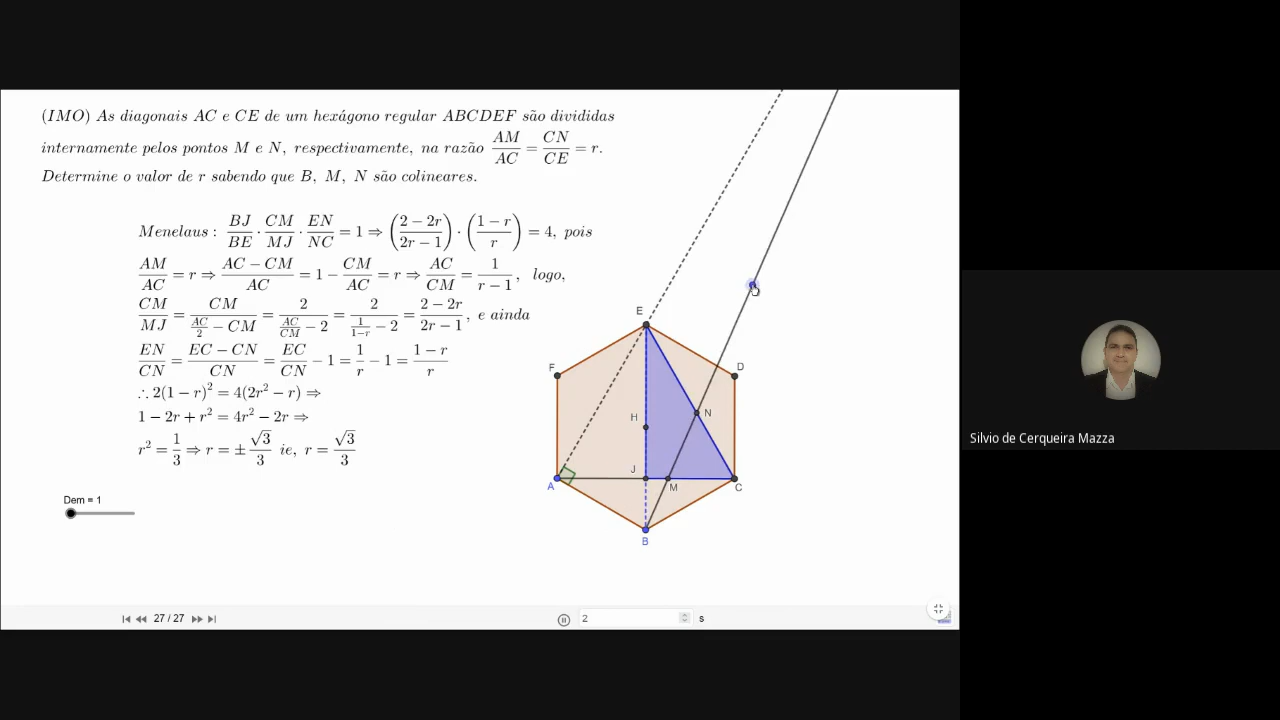 (IMO) As diagonais AC e CE de um hexágono regular ABCDEF são divididas
internamente pelos pontos M e N, respectivamente, na razão AM/AC = CN/CE = r.
Determine o valor de r sabendo que B, M, N são colineares.
Menelaus : BJ/BE · CM/MJ · EN/NC = 1 ⇒ ((2 − 2r)/(2r − 1)) · ((1 − r)/r) = 4, pois
AM/AC = r ⇒ (AC − CM)/AC = 1 − CM/AC = r ⇒ AC/CM = 1/(r − 1), logo,
CM/MJ = CM/(AC/2 − CM) = 2/(AC/CM − 2) = 2/(1/(1−r) − 2) = (2 − 2r)/(2r − 1), e ainda
EN/CN = (EC − CN)/CN = EC/CN − 1 = 1/r − 1 = (1 − r)/r
∴ 2(1 − r)² = 4(2r² − r) ⇒
1 − 2r + r² = 4r² − 2r ⇒
r² = 1/3 ⇒ r = ± √3/3 ie, r = √3/3
Dem = 1
E
F
D
H
N
J
A
M
C
B
27 / 27
2
s
Silvio de Cerqueira Mazza